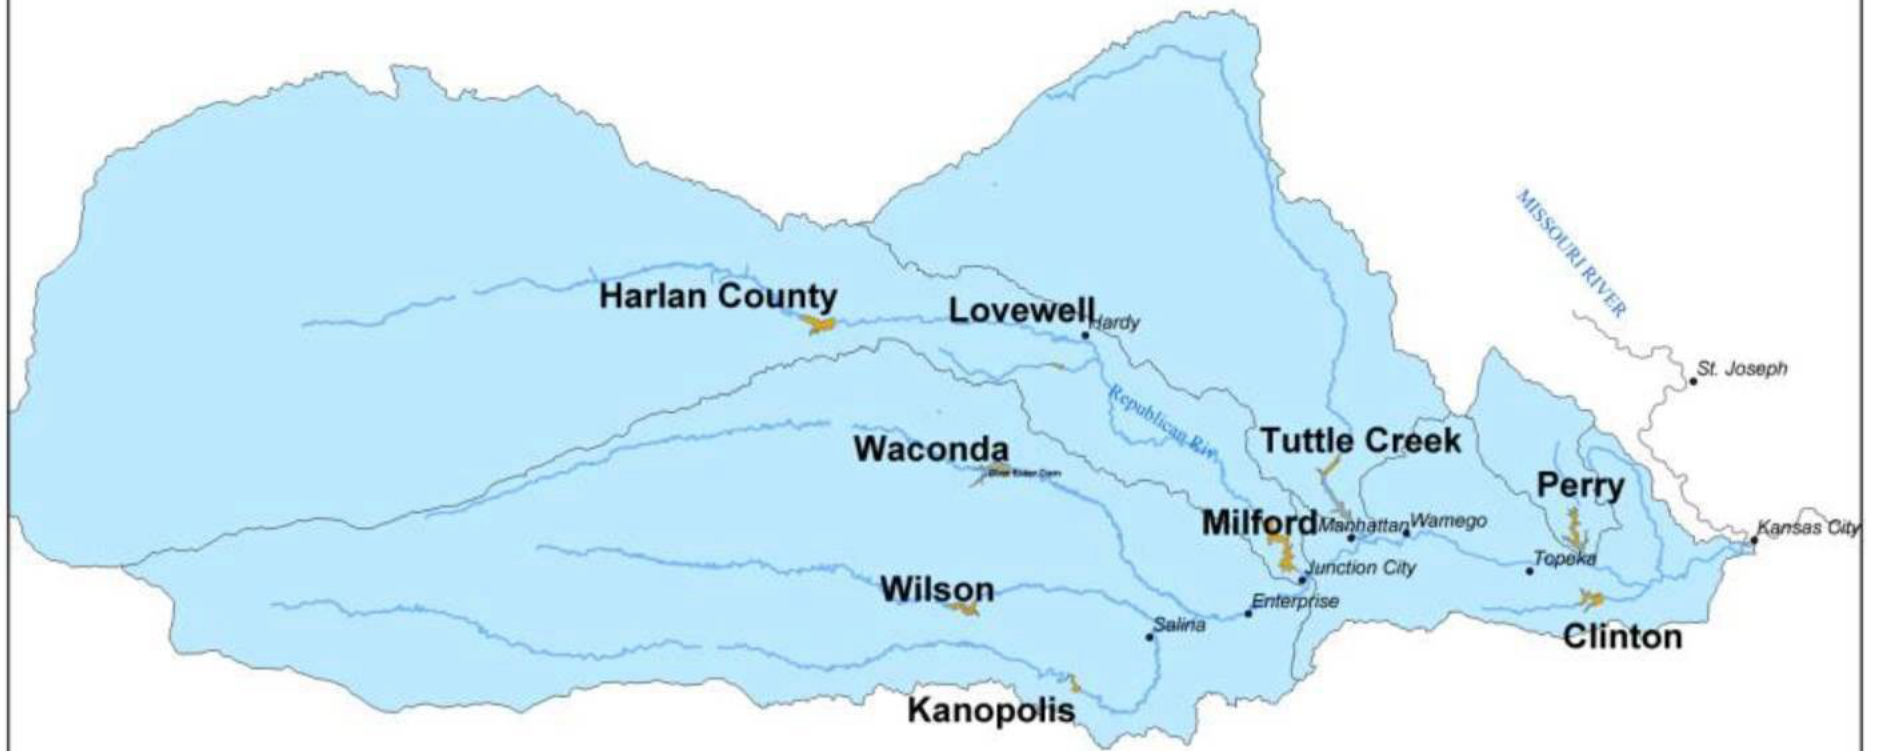 MISSOURI RIVER
Harlan County
Lovewell
Hardy
St. Joseph
Republican Riv
Waconda
Tuttle Creek
Perry
Milford
Manhattan
Wamego
Kansas City
Topeka
Junction City
Wilson
Enterprise
Salina
Clinton
Kanopolis